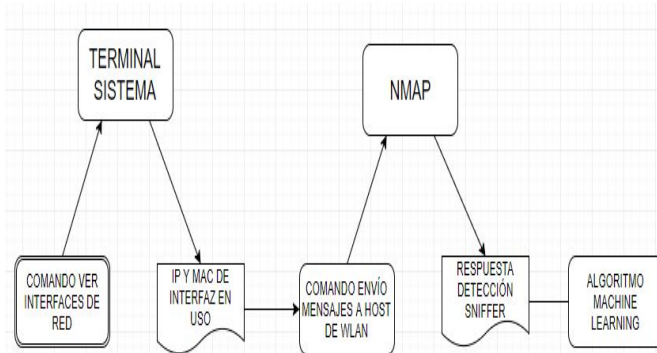 TERMINAL
SISTEMA
NMAP
COMANDO VER
INTERFACES DE
RED
IP Y MAC DE
INTERFAZ EN
USO
COMANDO ENVÍO
MENSAJES A HOST
DE WLAN
RESPUESTA
DETECCIÓN
SNIFFER
ALGORITMO
MACHINE
LEARNING